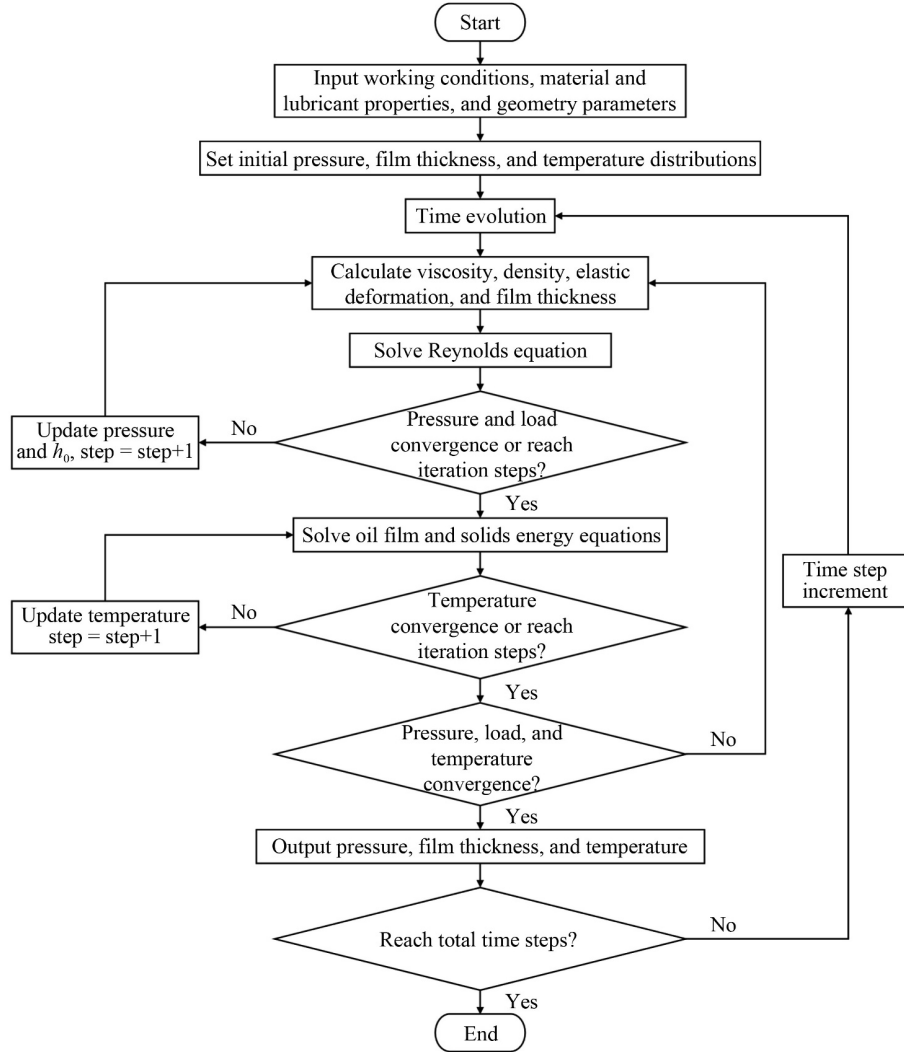 Start
Input working conditions, material and
lubricant properties, and geometry parameters
Set initial pressure, film thickness, and temperature distributions
Time evolution
Calculate viscosity, density, elastic
deformation, and film thickness
Solve Reynolds equation
Pressure and load
convergence or reach
iteration steps?
No
Update pressure
and h₀, step = step+1
Yes
Solve oil film and solids energy equations
Temperature
convergence or reach
iteration steps?
No
Update temperature
step = step+1
Yes
Pressure, load, and
temperature
convergence?
No
Yes
Output pressure, film thickness, and temperature
Reach total time steps?
No
Time step
increment
Yes
End